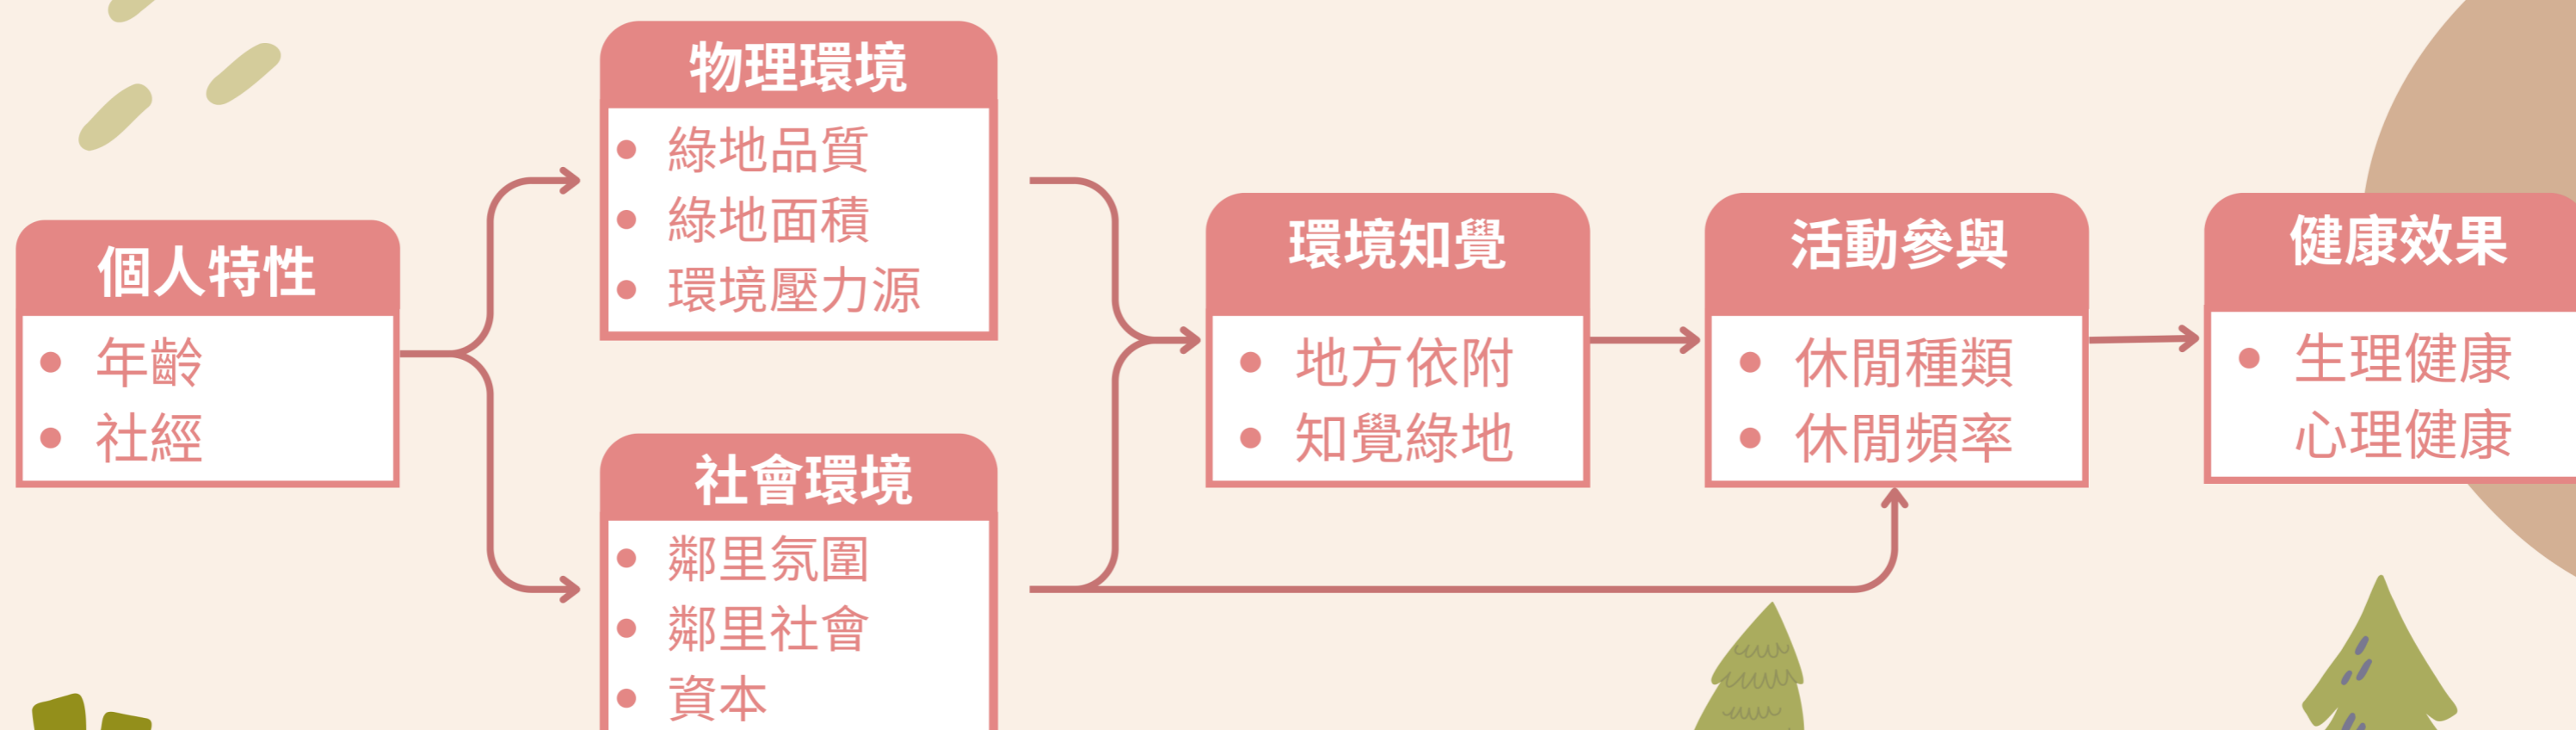 個人特性
• 年齡
• 社經
物理環境
• 綠地品質
• 綠地面積
• 環境壓力源
社會環境
• 鄰里氛圍
• 鄰里社會
• 資本
環境知覺
• 地方依附
• 知覺綠地
活動參與
• 休閒種類
• 休閒頻率
健康效果
• 生理健康
心理健康